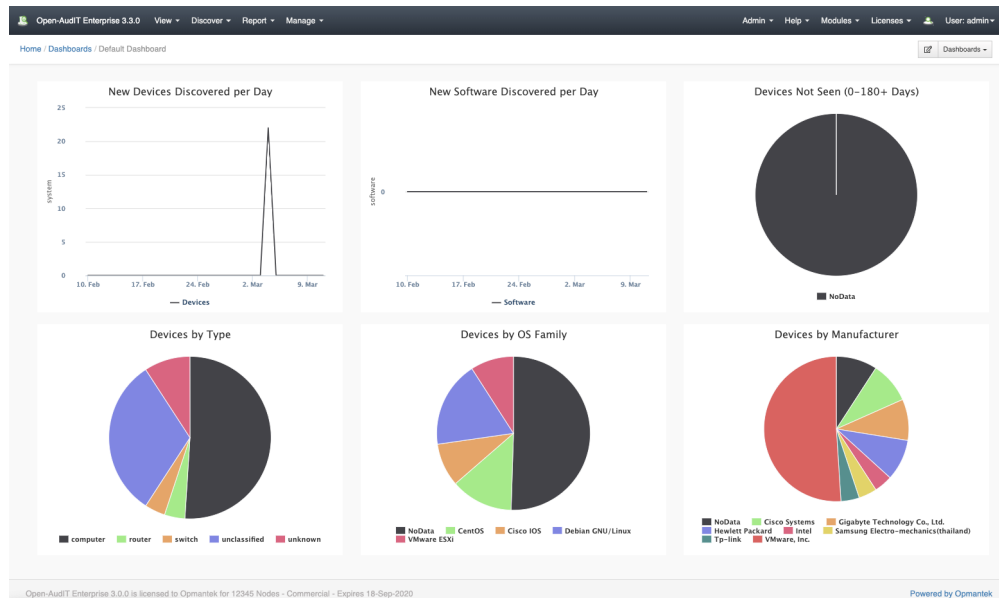 Open-AudIT Enterprise 3.3.0 View Discover Report Manage Admin Help Modules Licenses User: admin
Home / Dashboards / Default Dashboard Dashboards
New Devices Discovered per Day
25
20
15
10
5
0
system
10. Feb 17. Feb 24. Feb 2. Mar 9. Mar
Devices
New Software Discovered per Day
0
software
10. Feb 17. Feb 24. Feb 2. Mar 9. Mar
Software
Devices Not Seen (0-180+ Days)
NoData
Devices by Type
computer router switch unclassified unknown
Devices by OS Family
NoData CentOS Cisco IOS Debian GNU/Linux
VMware ESXi
Devices by Manufacturer
NoData Cisco Systems Gigabyte Technology Co., Ltd.
Hewlett Packard Intel Samsung Electro-mechanics(thailand)
Tp-link VMware, Inc.
Open-AudIT Enterprise 3.3.0 is licensed to Opmantek for 12345 Nodes - Commercial - Expires 18-Sep-2020 Powered by Opmantek